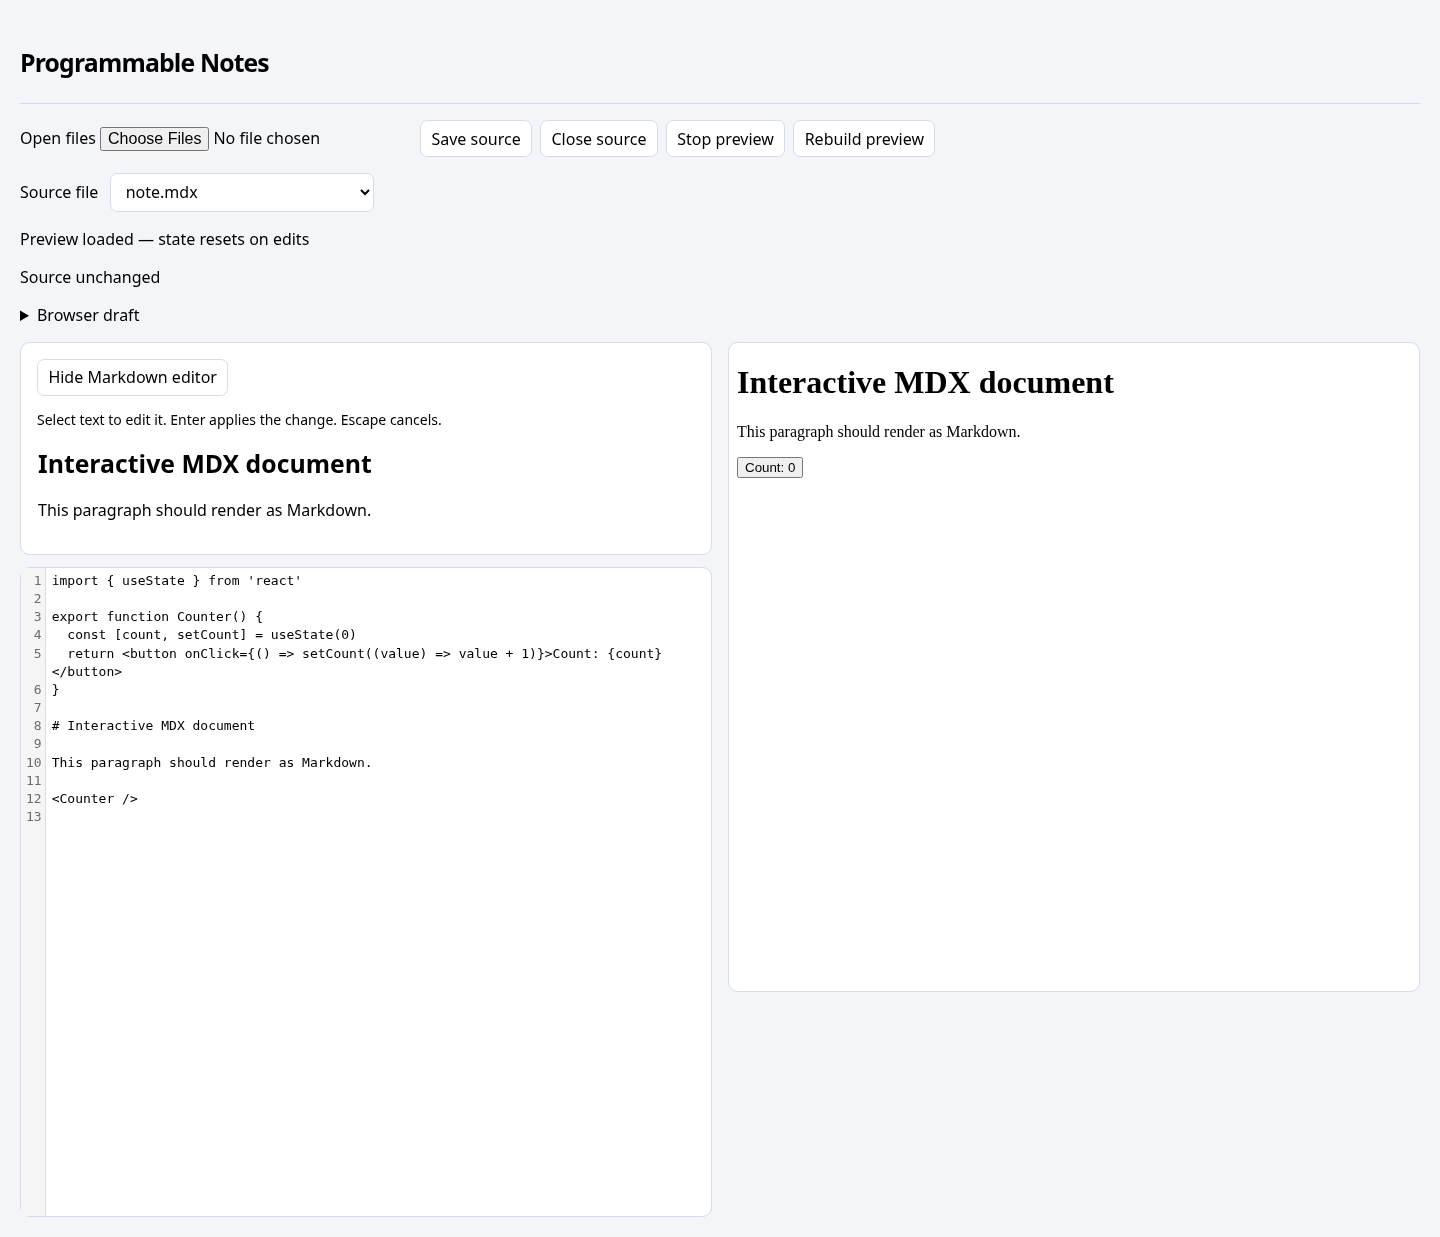 Programmable Notes
Open files Choose Files No file chosen Save source Close source Stop preview Rebuild preview
Source file note.mdx
Preview loaded — state resets on edits
Source unchanged
Browser draft
Hide Markdown editor
Select text to edit it. Enter applies the change. Escape cancels.
Interactive MDX document
This paragraph should render as Markdown.
1 import { useState } from 'react'
2
3 export function Counter() {
4   const [count, setCount] = useState(0)
5   return <button onClick={() => setCount((value) => value + 1)}>Count: {count}
</button>
6 }
7
8 # Interactive MDX document
9
10 This paragraph should render as Markdown.
11
12 <Counter />
13
Interactive MDX document
This paragraph should render as Markdown.
Count: 0